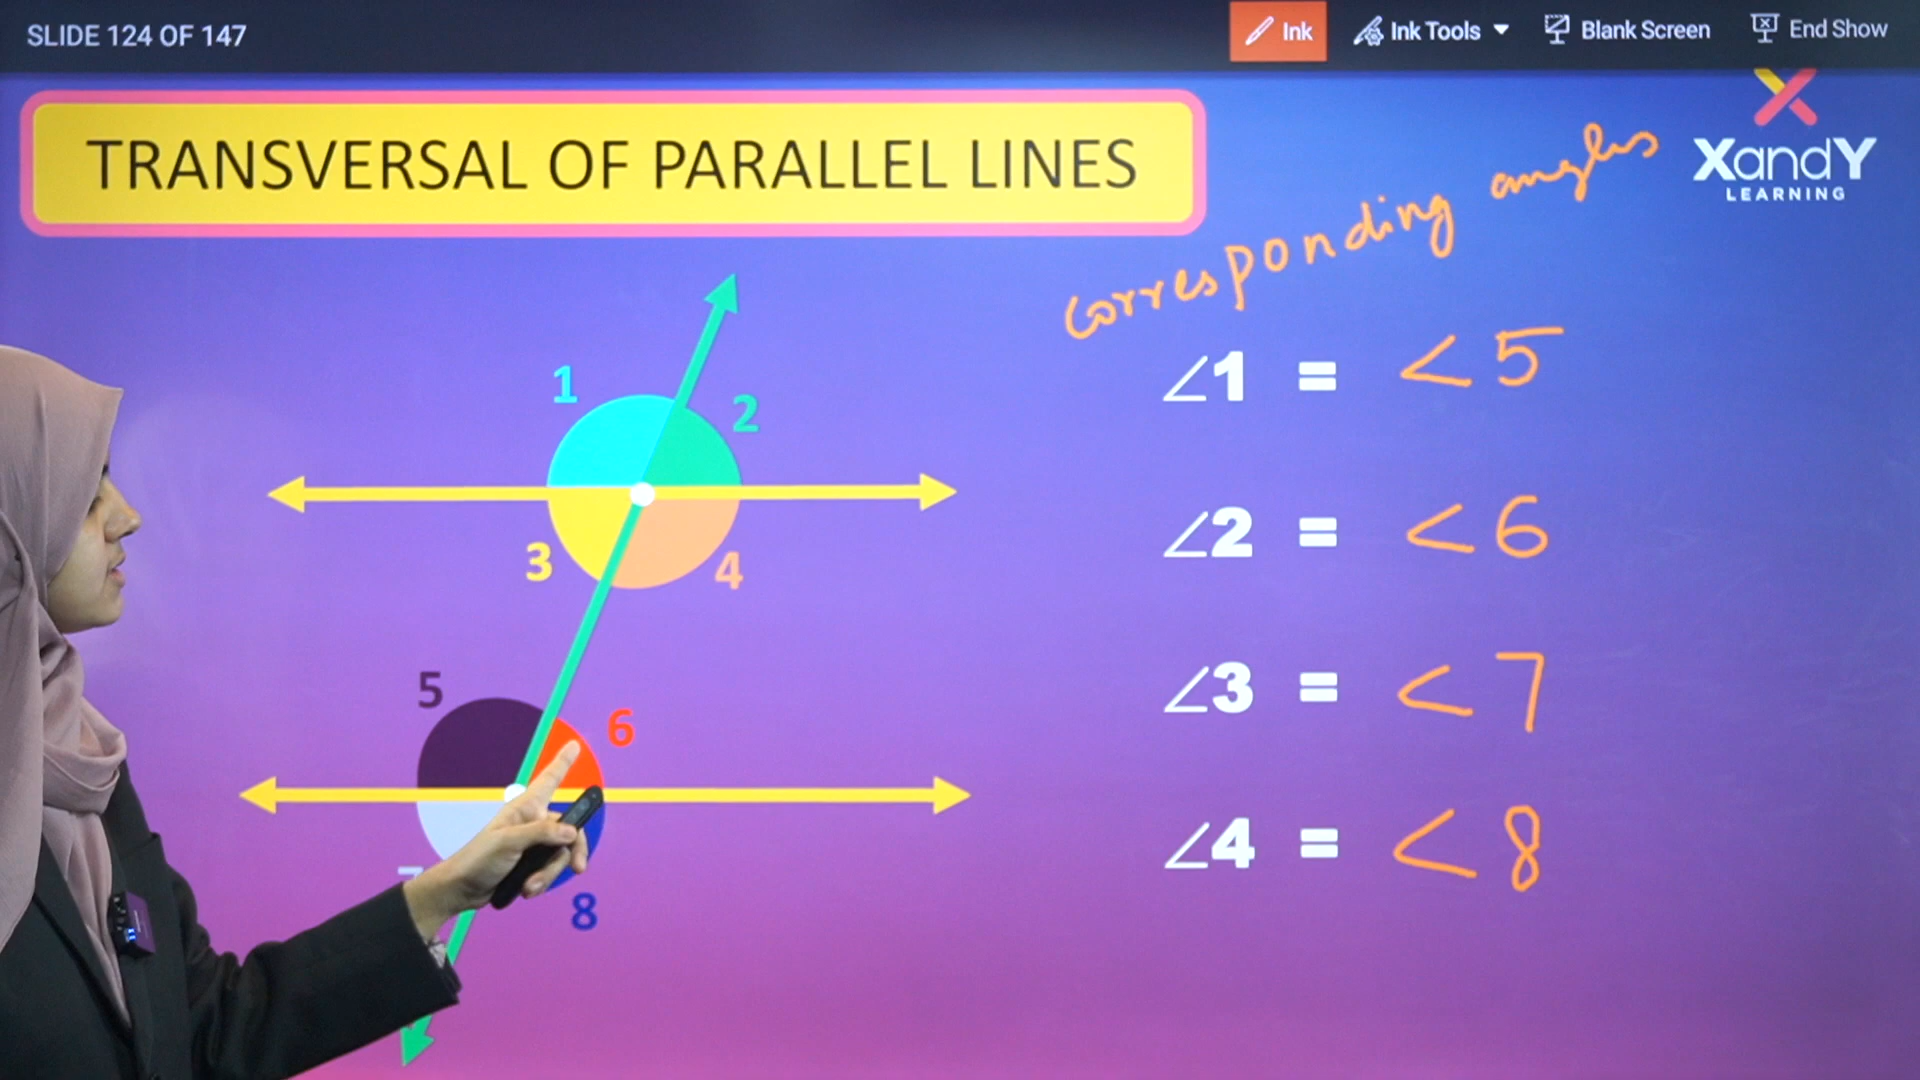 SLIDE 124 OF 147
Ink
Ink Tools
Blank Screen
End Show
TRANSVERSAL OF PARALLEL LINES
XandY
LEARNING
corresponding angles
∠1 = <5
∠2 = <6
∠3 = <7
∠4 = <8
1
2
3
4
5
6
7
8